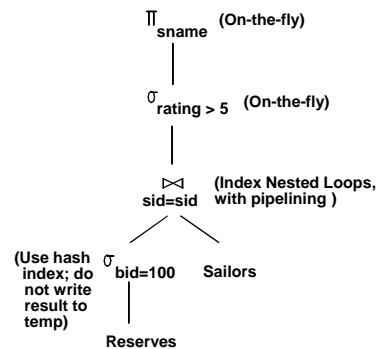 π sname (On-the-fly)
σ rating > 5 (On-the-fly)
⋈ (Index Nested Loops,
sid=sid with pipelining )
(Use hash
index; do
not write
result to
temp)
σ bid=100 Sailors
Reserves